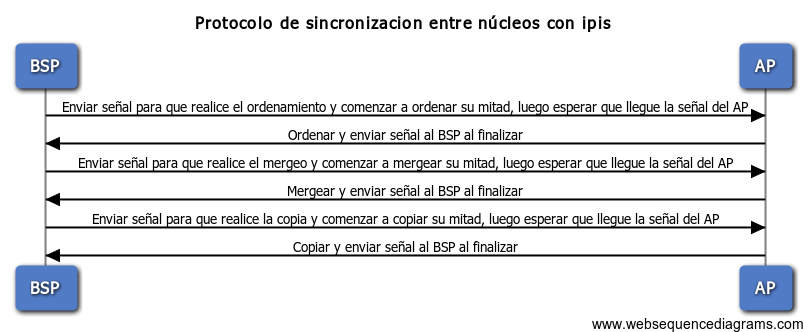 Protocolo de sincronizacion entre núcleos con ipis
BSP AP
Enviar señal para que realice el ordenamiento y comenzar a ordenar su mitad, luego esperar que llegue la señal del AP
Ordenar y enviar señal al BSP al finalizar
Enviar señal para que realice el mergeo y comenzar a mergear su mitad, luego esperar que llegue la señal del AP
Mergear y enviar señal al BSP al finalizar
Enviar señal para que realice la copia y comenzar a copiar su mitad, luego esperar que llegue la señal del AP
Copiar y enviar señal al BSP al finalizar
BSP AP
www.websequencediagrams.com